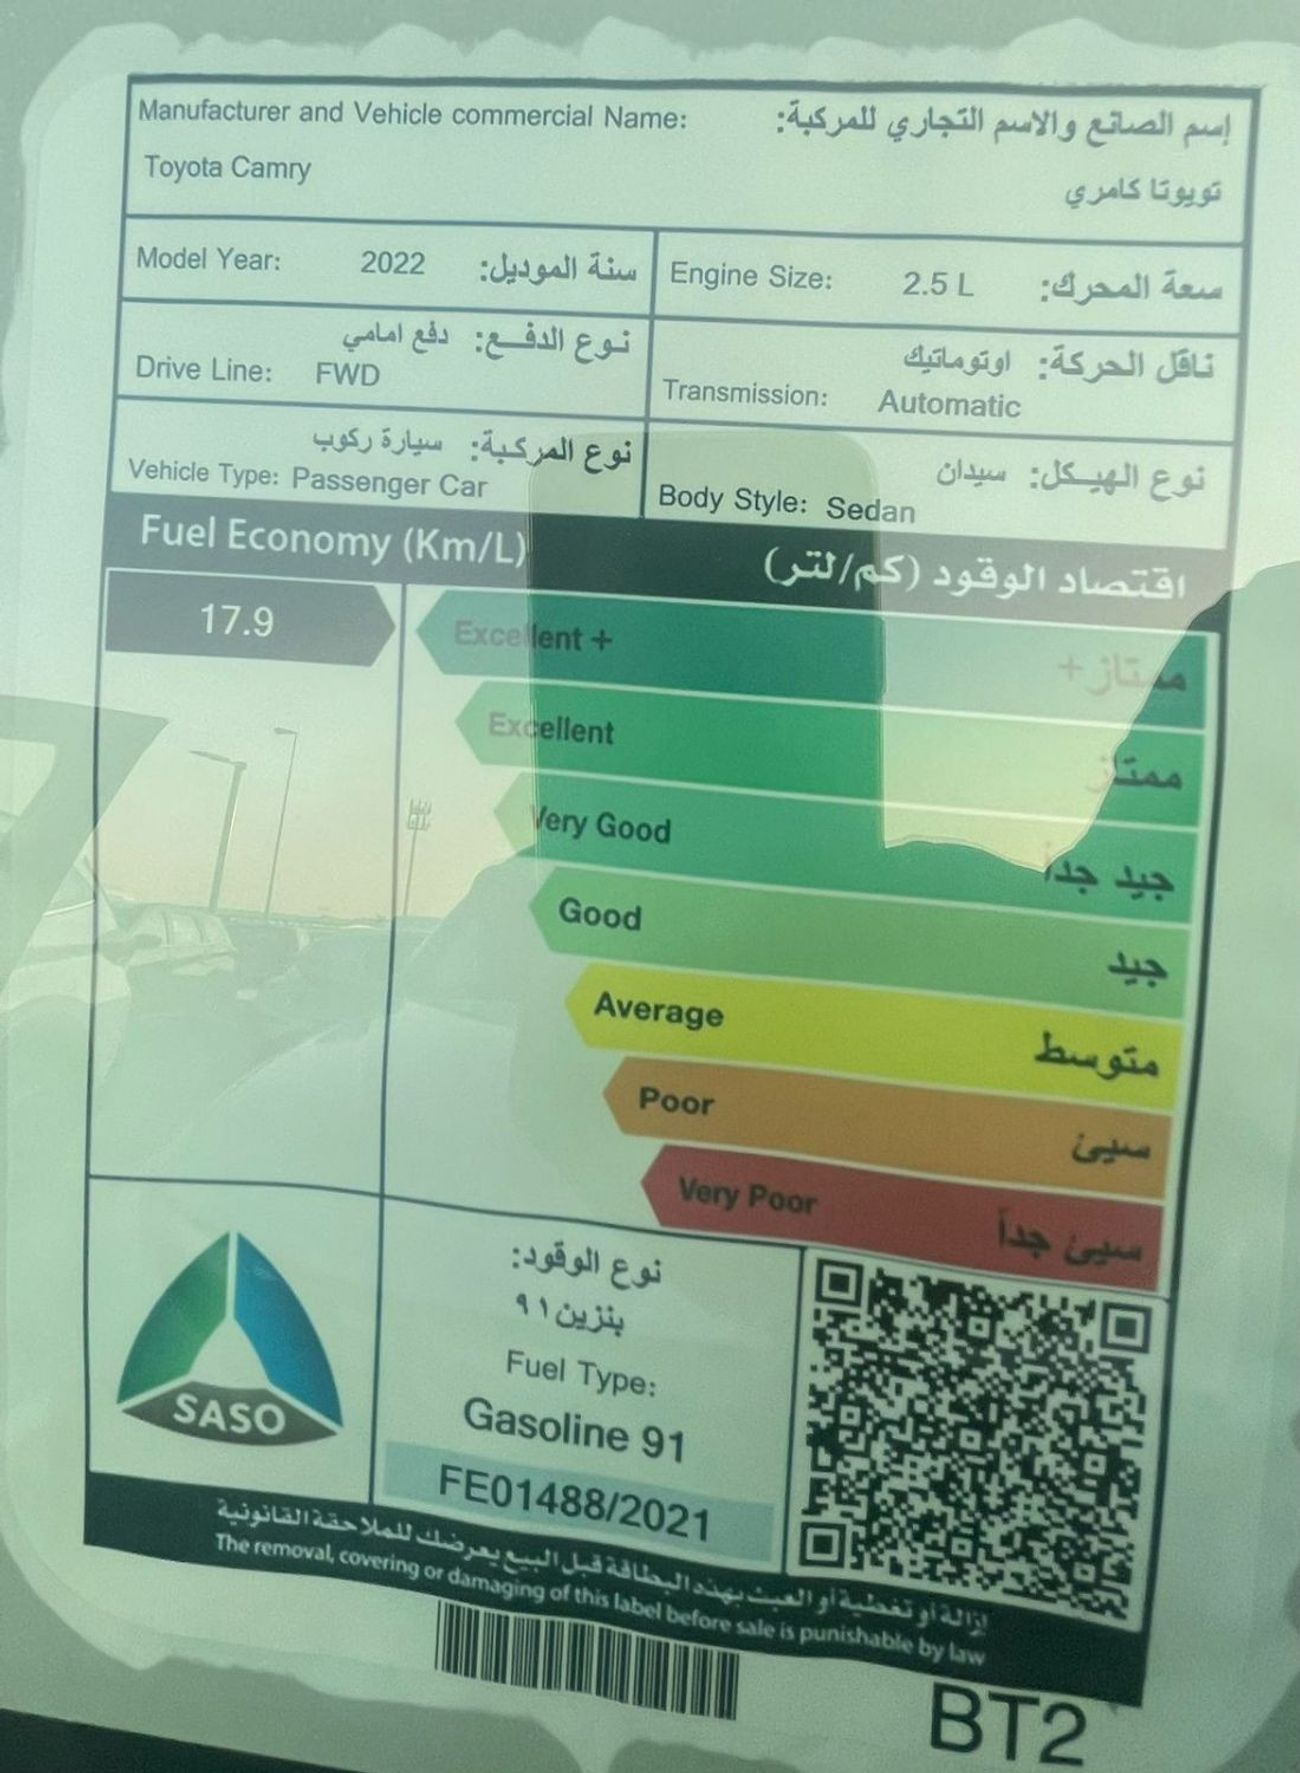 Manufacturer and Vehicle commercial Name: إسم الصانع والاسم التجاري للمركبة:
Toyota Camry تويوتا كامري
Model Year: 2022 سنة الموديل:
Engine Size: 2.5 L سعة المحرك:
نوع الدفـع: دفع امامي
Drive Line: FWD
ناقل الحركة: اوتوماتيك
Transmission: Automatic
نوع المركبة: سيارة ركوب
Vehicle Type: Passenger Car
نوع الهيـكل: سيدان
Body Style: Sedan
Fuel Economy (Km/L) اقتصاد الوقود (كم/لتر)
17.9
Excellent + ممتاز+
Excellent ممتاز
Very Good جيد جداً
Good جيد
Average متوسط
Poor سيئ
Very Poor سيئ جداً
SASO
نوع الوقود:
بنزين ٩١
Fuel Type:
Gasoline 91
FE01488/2021
إزالة أو تغطية أو العبث بهذه البطاقة قبل البيع يعرضك للملاحقة القانونية
The removal, covering or damaging of this label before sale is punishable by law
BT2